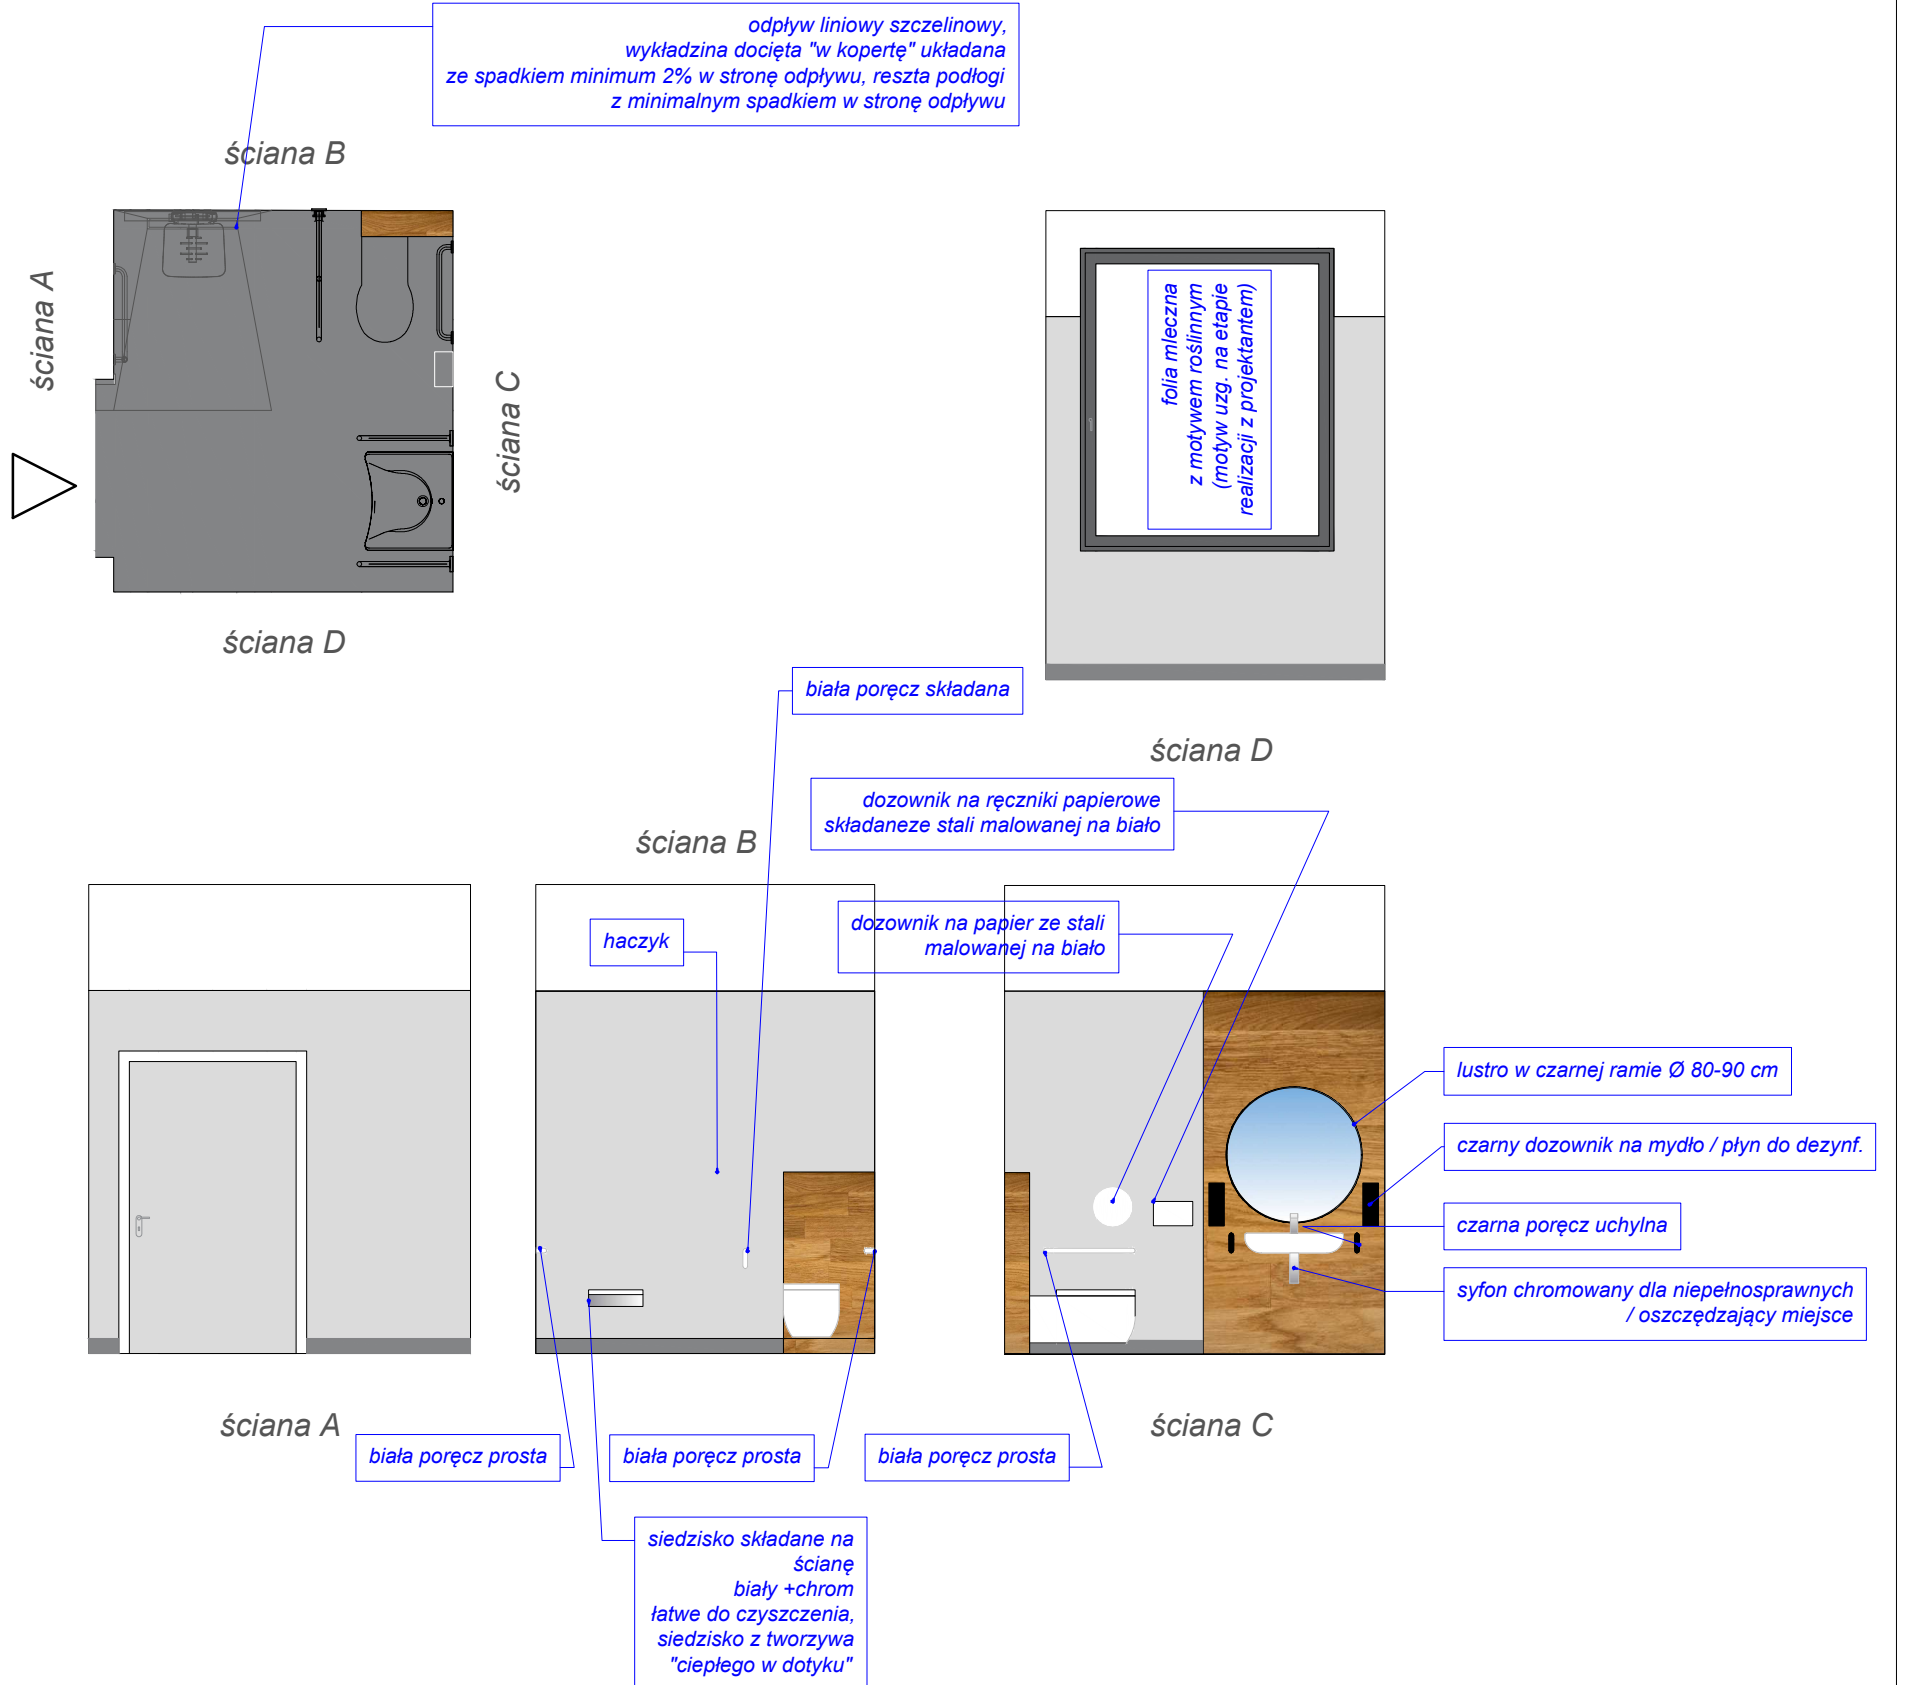 odpływ liniowy szczelinowy,
wykładzina docięta "w kopertę" układana
ze spadkiem minimum 2% w stronę odpływu, reszta podłogi
z minimalnym spadkiem w stronę odpływu
ściana B
ściana A
ściana C
ściana D
folia mleczna
z motywem roślinnym
(motyw uzg. na etapie
realizacji z projektantem)
ściana D
biała poręcz składana
dozownik na ręczniki papierowe
składaneze stali malowanej na biało
ściana B
haczyk
dozownik na papier ze stali
malowanej na biało
lustro w czarnej ramie Ø 80-90 cm
czarny dozownik na mydło / płyn do dezynf.
czarna poręcz uchylna
syfon chromowany dla niepełnosprawnych
/ oszczędzający miejsce
ściana A
ściana C
biała poręcz prosta
biała poręcz prosta
biała poręcz prosta
siedzisko składane na
ścianę
biały +chrom
łatwe do czyszczenia,
siedzisko z tworzywa
"ciepłego w dotyku"